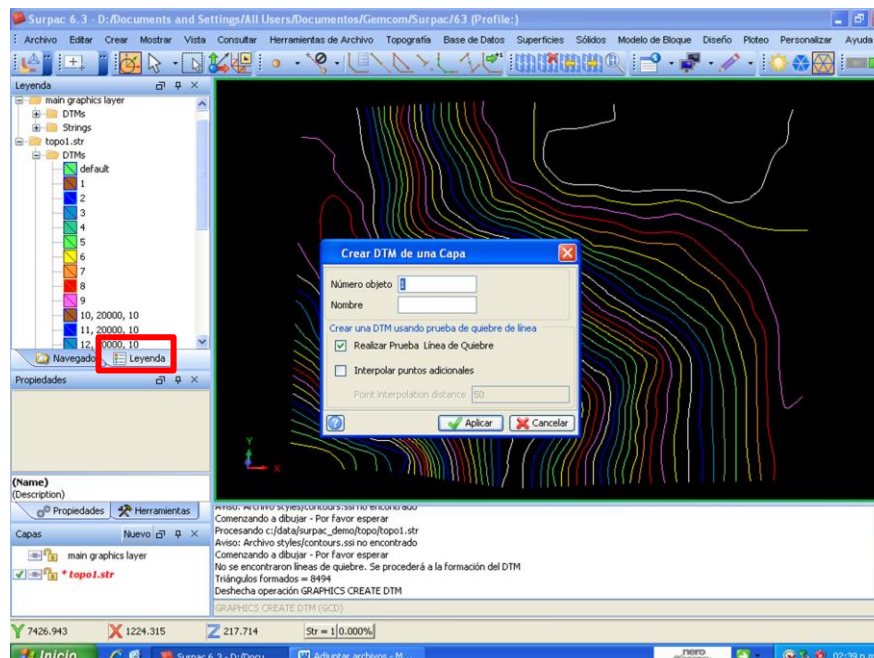 Surpac 6.3 - D:/Documents and Settings/All Users/Documentos/Gemcom/Surpac/63 (Profile:)
Archivo Editar Crear Mostrar Vista Consultar Herramientas de Archivo Topografía Base de Datos Superficies Sólidos Modelo de Bloque Diseño Ploteo Personalizar Ayuda
Leyenda
main graphics layer
DTMs
Strings
topo1.str
DTMs
default
1
2
3
4
5
6
7
8
9
10, 20000, 10
11, 20000, 10
12, 20000, 10
Navegado
Leyenda
Propiedades
(Name)
(Description)
Propiedades
Herramientas
Capas
Nuevo
main graphics layer
* topo1.str
Crear DTM de una Capa
Número objeto 1
Nombre
Crear una DTM usando prueba de quiebre de línea
Realizar Prueba Línea de Quiebre
Interpolar puntos adicionales
Point interpolation distance 50
Aplicar
Cancelar
Y
X
Aviso: Archivo styles/contours.ssi no encontrado
Comenzando a dibujar - Por favor esperar
Procesando c:/data/surpac_demo/topo/topo1.str
Aviso: Archivo styles/contours.ssi no encontrado
Comenzando a dibujar - Por favor esperar
No se encontraron líneas de quiebre. Se procederá a la formación del DTM
Triángulos formados = 8494
Deshecha operación GRAPHICS CREATE DTM
GRAPHICS CREATE DTM (GCD)
Y 7426.943 X 1224.315 Z 217.714 Str = 1 0.000%
Inicio
Surpac 6.3 - D:/Docu...
Adjuntar archivos - M...
nero
02:39 p.m.